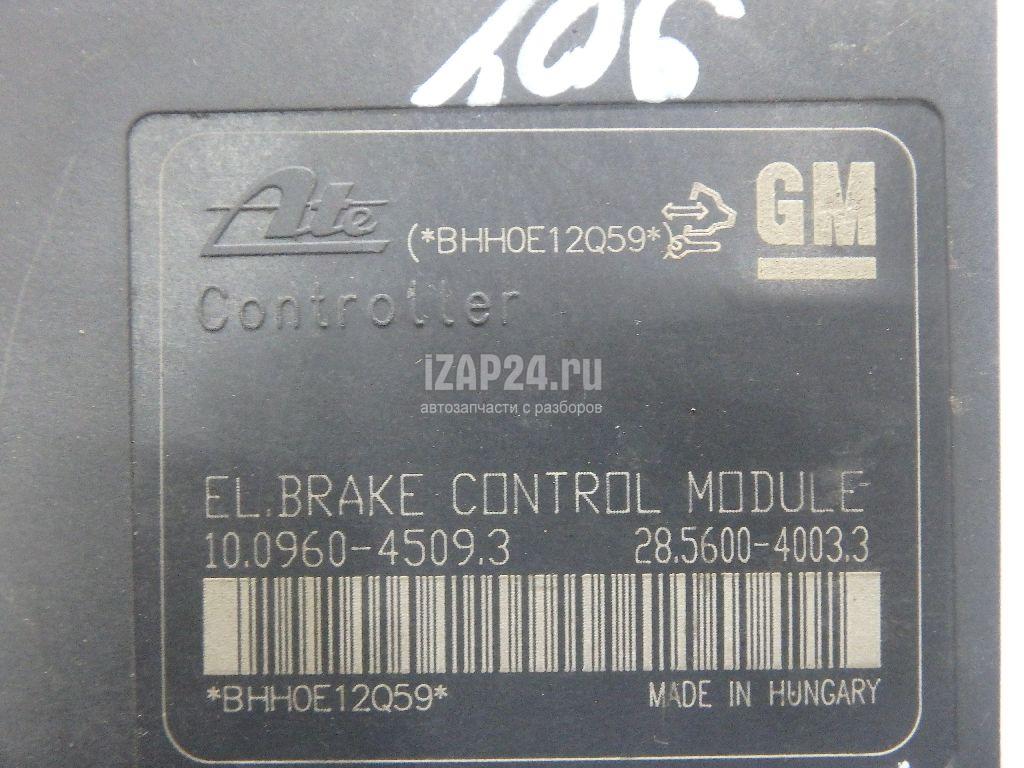 106
Ate
(*BHH0E12Q59*)
GM
Controller
iZAP24.ru
автозапчасти с разборов
EL.BRAKE CONTROL MODULE
10.0960-4509.3 28.5600-4003.3
*BHH0E12Q59* MADE IN HUNGARY